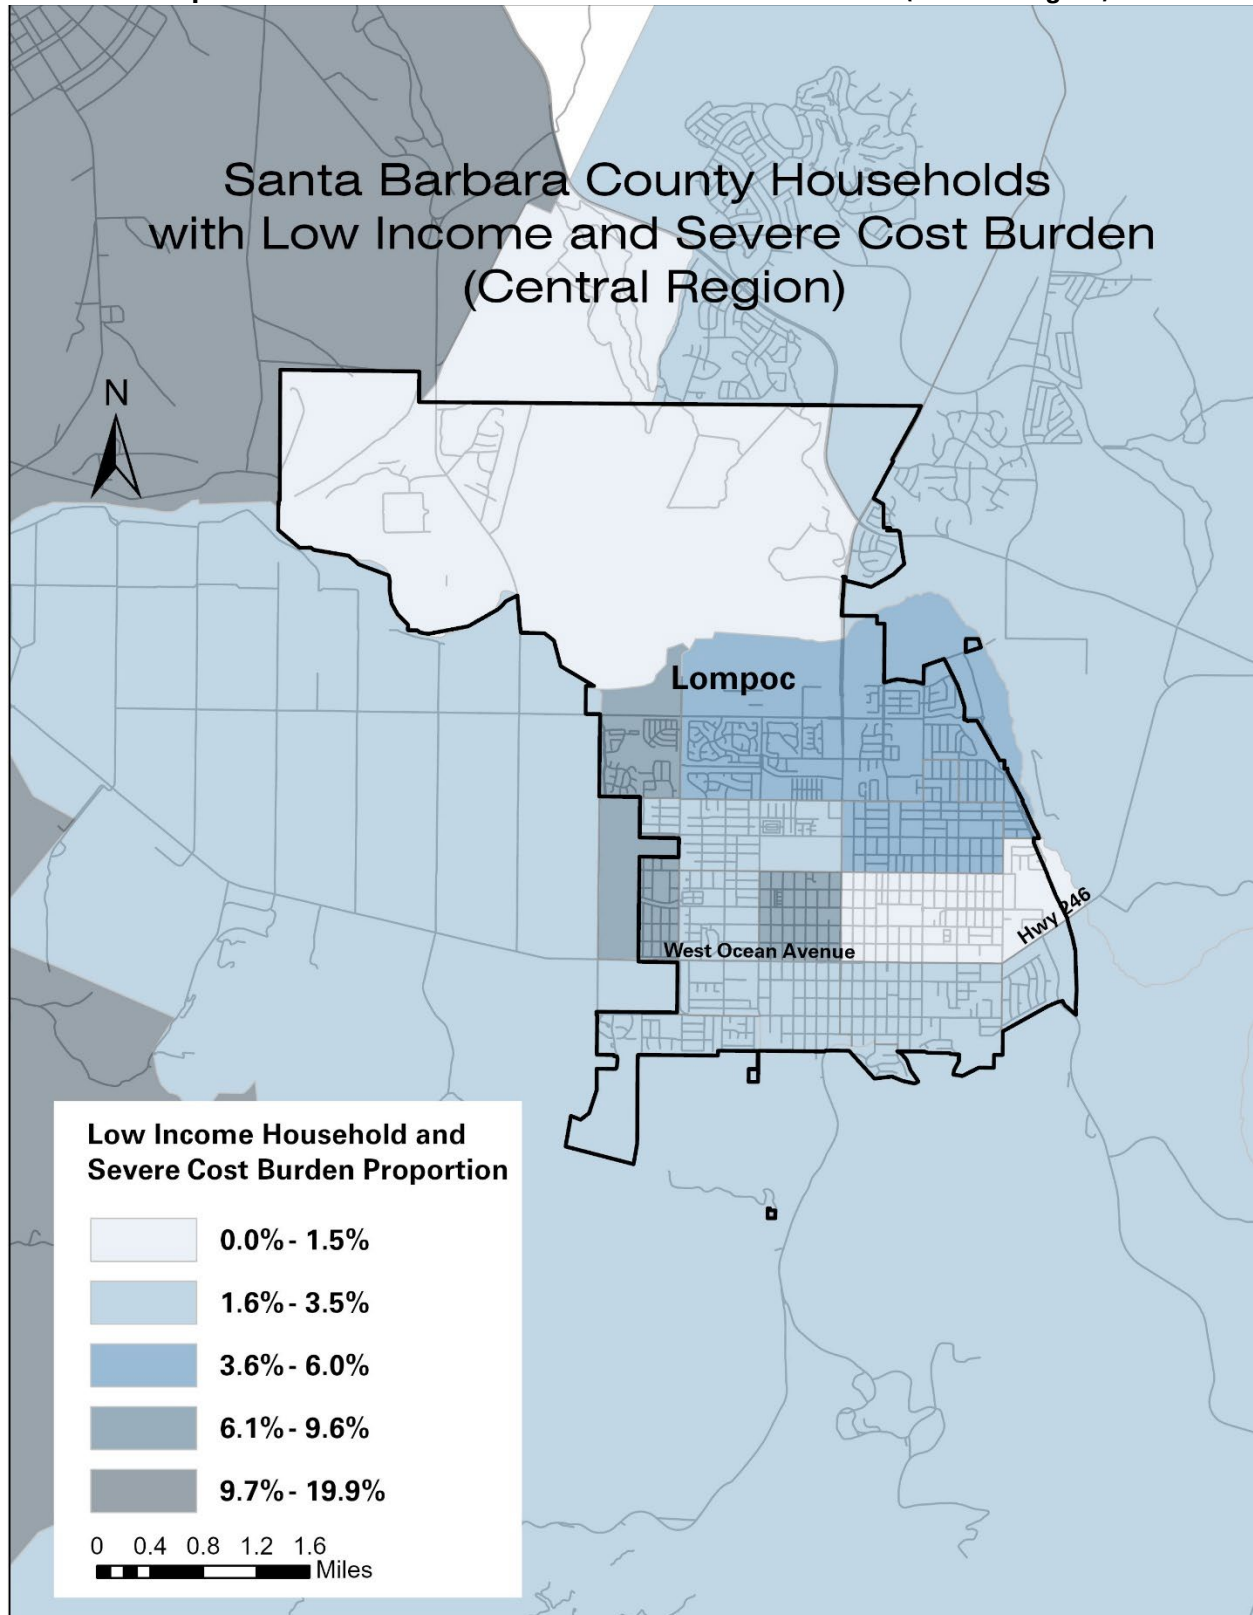 Santa Barbara County Households
with Low Income and Severe Cost Burden
(Central Region)
N
Lompoc
Hwy 246
West Ocean Avenue
Low Income Household and
Severe Cost Burden Proportion
0.0% - 1.5%
1.6% - 3.5%
3.6% - 6.0%
6.1% - 9.6%
9.7% - 19.9%
0 0.4 0.8 1.2 1.6
Miles